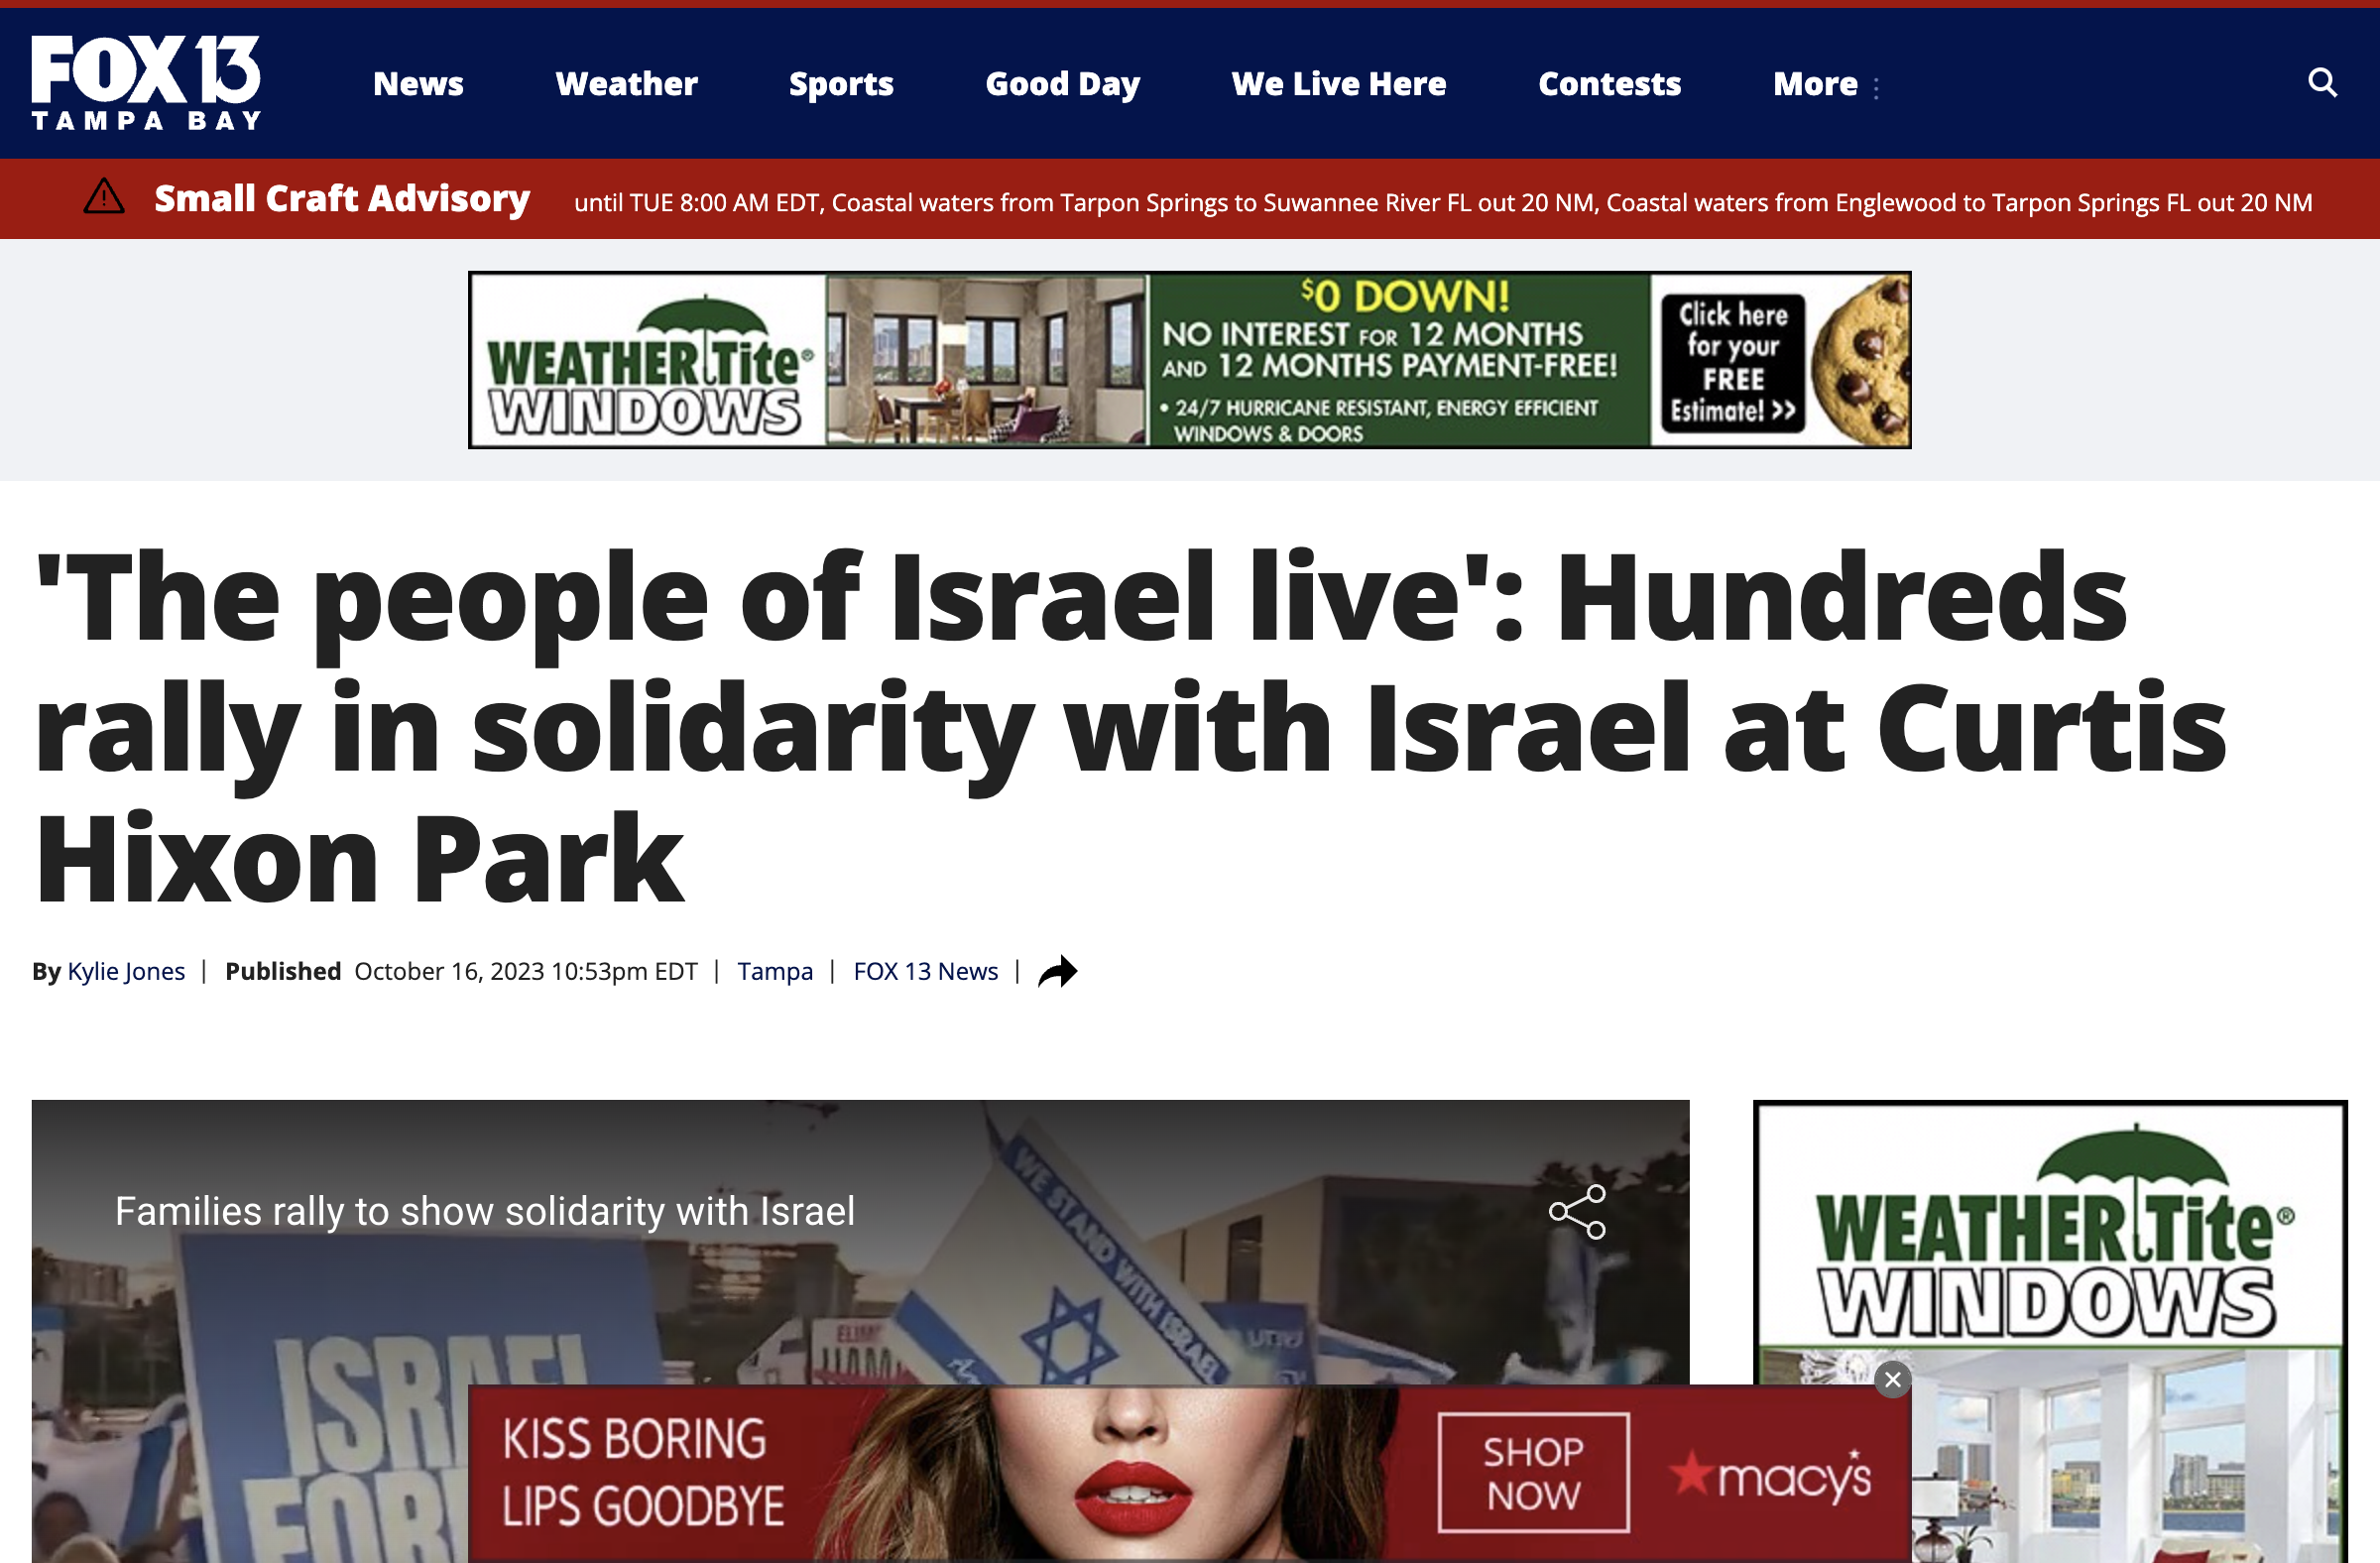 FOX 13
TAMPA BAY
News
Weather
Sports
Good Day
We Live Here
Contests
More
Small Craft Advisory
until TUE 8:00 AM EDT, Coastal waters from Tarpon Springs to Suwannee River FL out 20 NM, Coastal waters from Englewood to Tarpon Springs FL out 20 NM
WEATHER Tite®
WINDOWS
$0 DOWN!
NO INTEREST FOR 12 MONTHS
AND 12 MONTHS PAYMENT-FREE!
• 24/7 HURRICANE RESISTANT, ENERGY EFFICIENT
WINDOWS & DOORS
Click here
for your
FREE
Estimate! >>
'The people of Israel live': Hundreds
rally in solidarity with Israel at Curtis
Hixon Park
By Kylie Jones | Published October 16, 2023 10:53pm EDT | Tampa | FOX 13 News |
Families rally to show solidarity with Israel
WE STAND WITH ISRAEL
ISRAEL
WEATHER Tite®
WINDOWS
KISS BORING
LIPS GOODBYE
SHOP
NOW
macy's